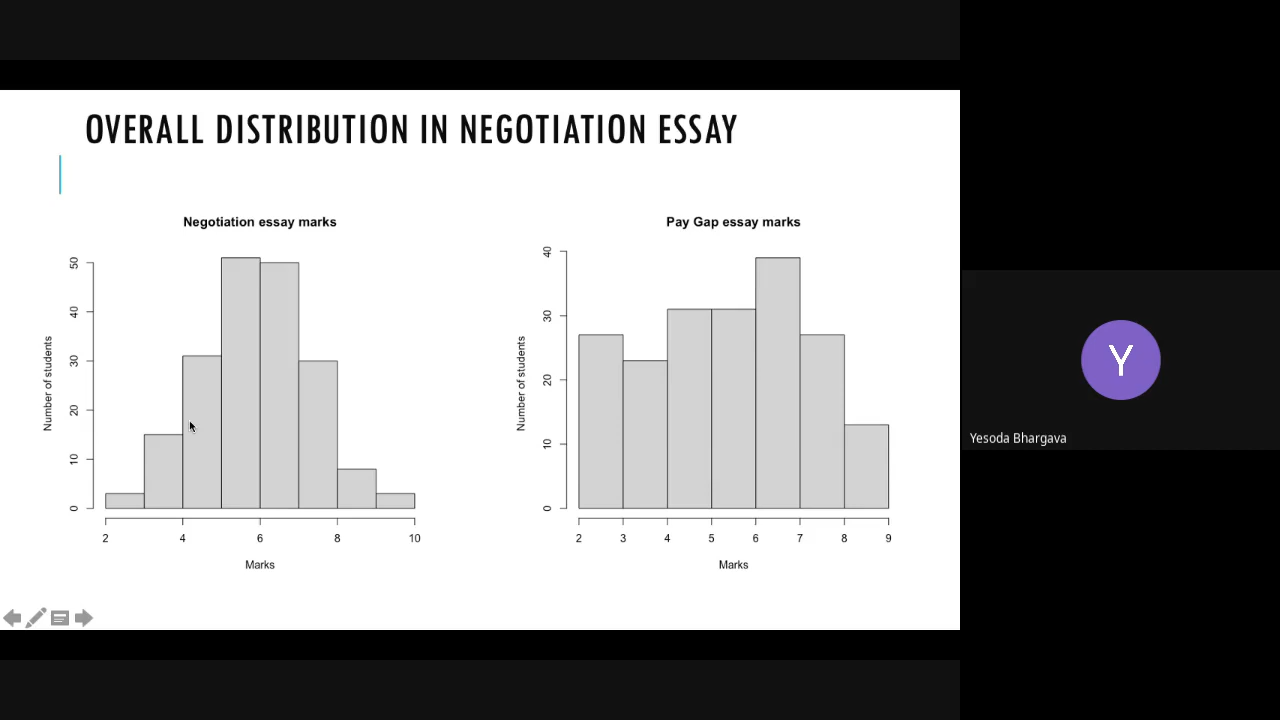 OVERALL DISTRIBUTION IN NEGOTIATION ESSAY
Negotiation essay marks
Number of students
0 10 20 30 40 50
2 4 6 8 10
Marks
Pay Gap essay marks
Number of students
0 10 20 30 40
2 3 4 5 6 7 8 9
Marks
Y
Yesoda Bhargava